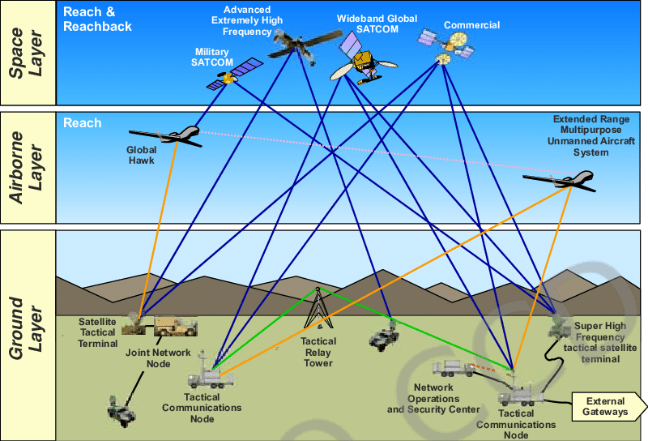 Space
Layer
Reach &
Reachback
Military
SATCOM
Advanced
Extremely High
Frequency
Wideband Global
SATCOM
Commercial
Airborne
Layer
Reach
Global
Hawk
Extended Range
Multipurpose
Unmanned Aircraft
System
Ground
Layer
Satellite
Tactical
Terminal
Joint Network
Node
Tactical
Communications
Node
Tactical
Relay
Tower
Network
Operations
and Security Center
Tactical
Communications
Node
Super High
Frequency
tactical satellite
terminal
External
Gateways